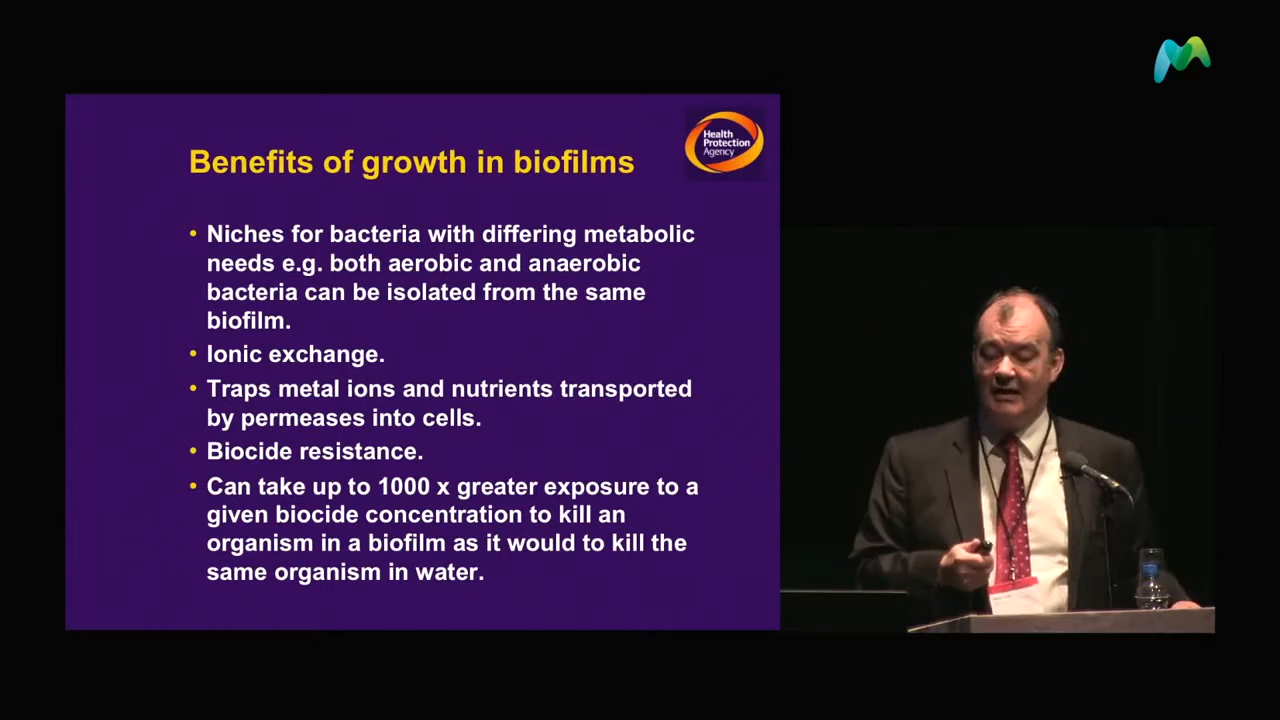 Health
Protection
Agency
Benefits of growth in biofilms
• Niches for bacteria with differing metabolic
needs e.g. both aerobic and anaerobic
bacteria can be isolated from the same
biofilm.
• Ionic exchange.
• Traps metal ions and nutrients transported
by permeases into cells.
• Biocide resistance.
• Can take up to 1000 x greater exposure to a
given biocide concentration to kill an
organism in a biofilm as it would to kill the
same organism in water.